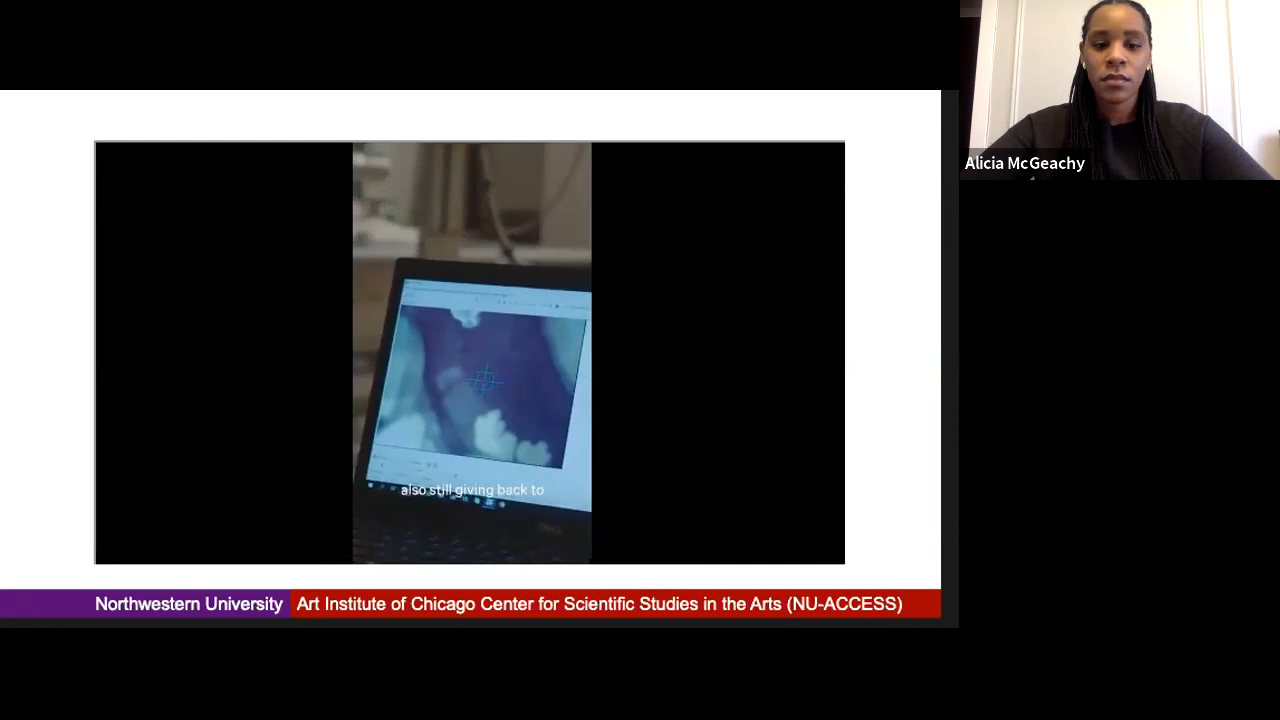 Alicia McGeachy
also still giving back to
Northwestern University
Art Institute of Chicago Center for Scientific Studies in the Arts (NU-ACCESS)